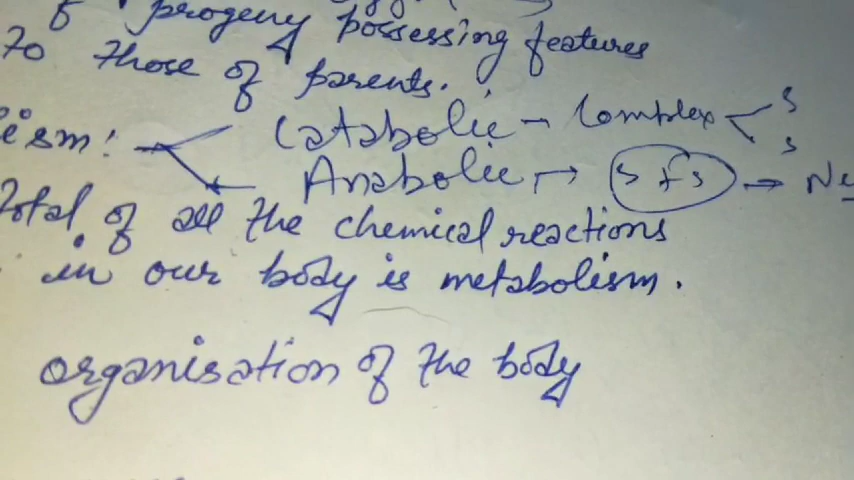 of progeny possessing features
To those of parents.
ism: Catabolic – Complex < s s
Anabolic → s + s →
Total of all the chemical reactions
in our body is metabolism.
organisation of the body